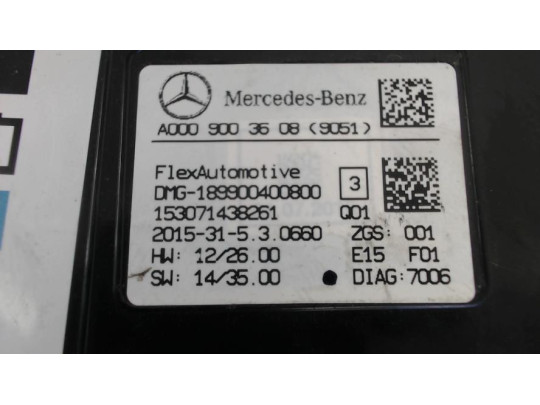 Mercedes-Benz
A000 900 36 08 (9051)
FlexAutomotive
DMG-189900400800 3
153071438261 Q01
2015-31-5.3.0660 ZGS: 001
HW: 12/26.00 E15 F01
SW: 14/35.00 DIAG:7006